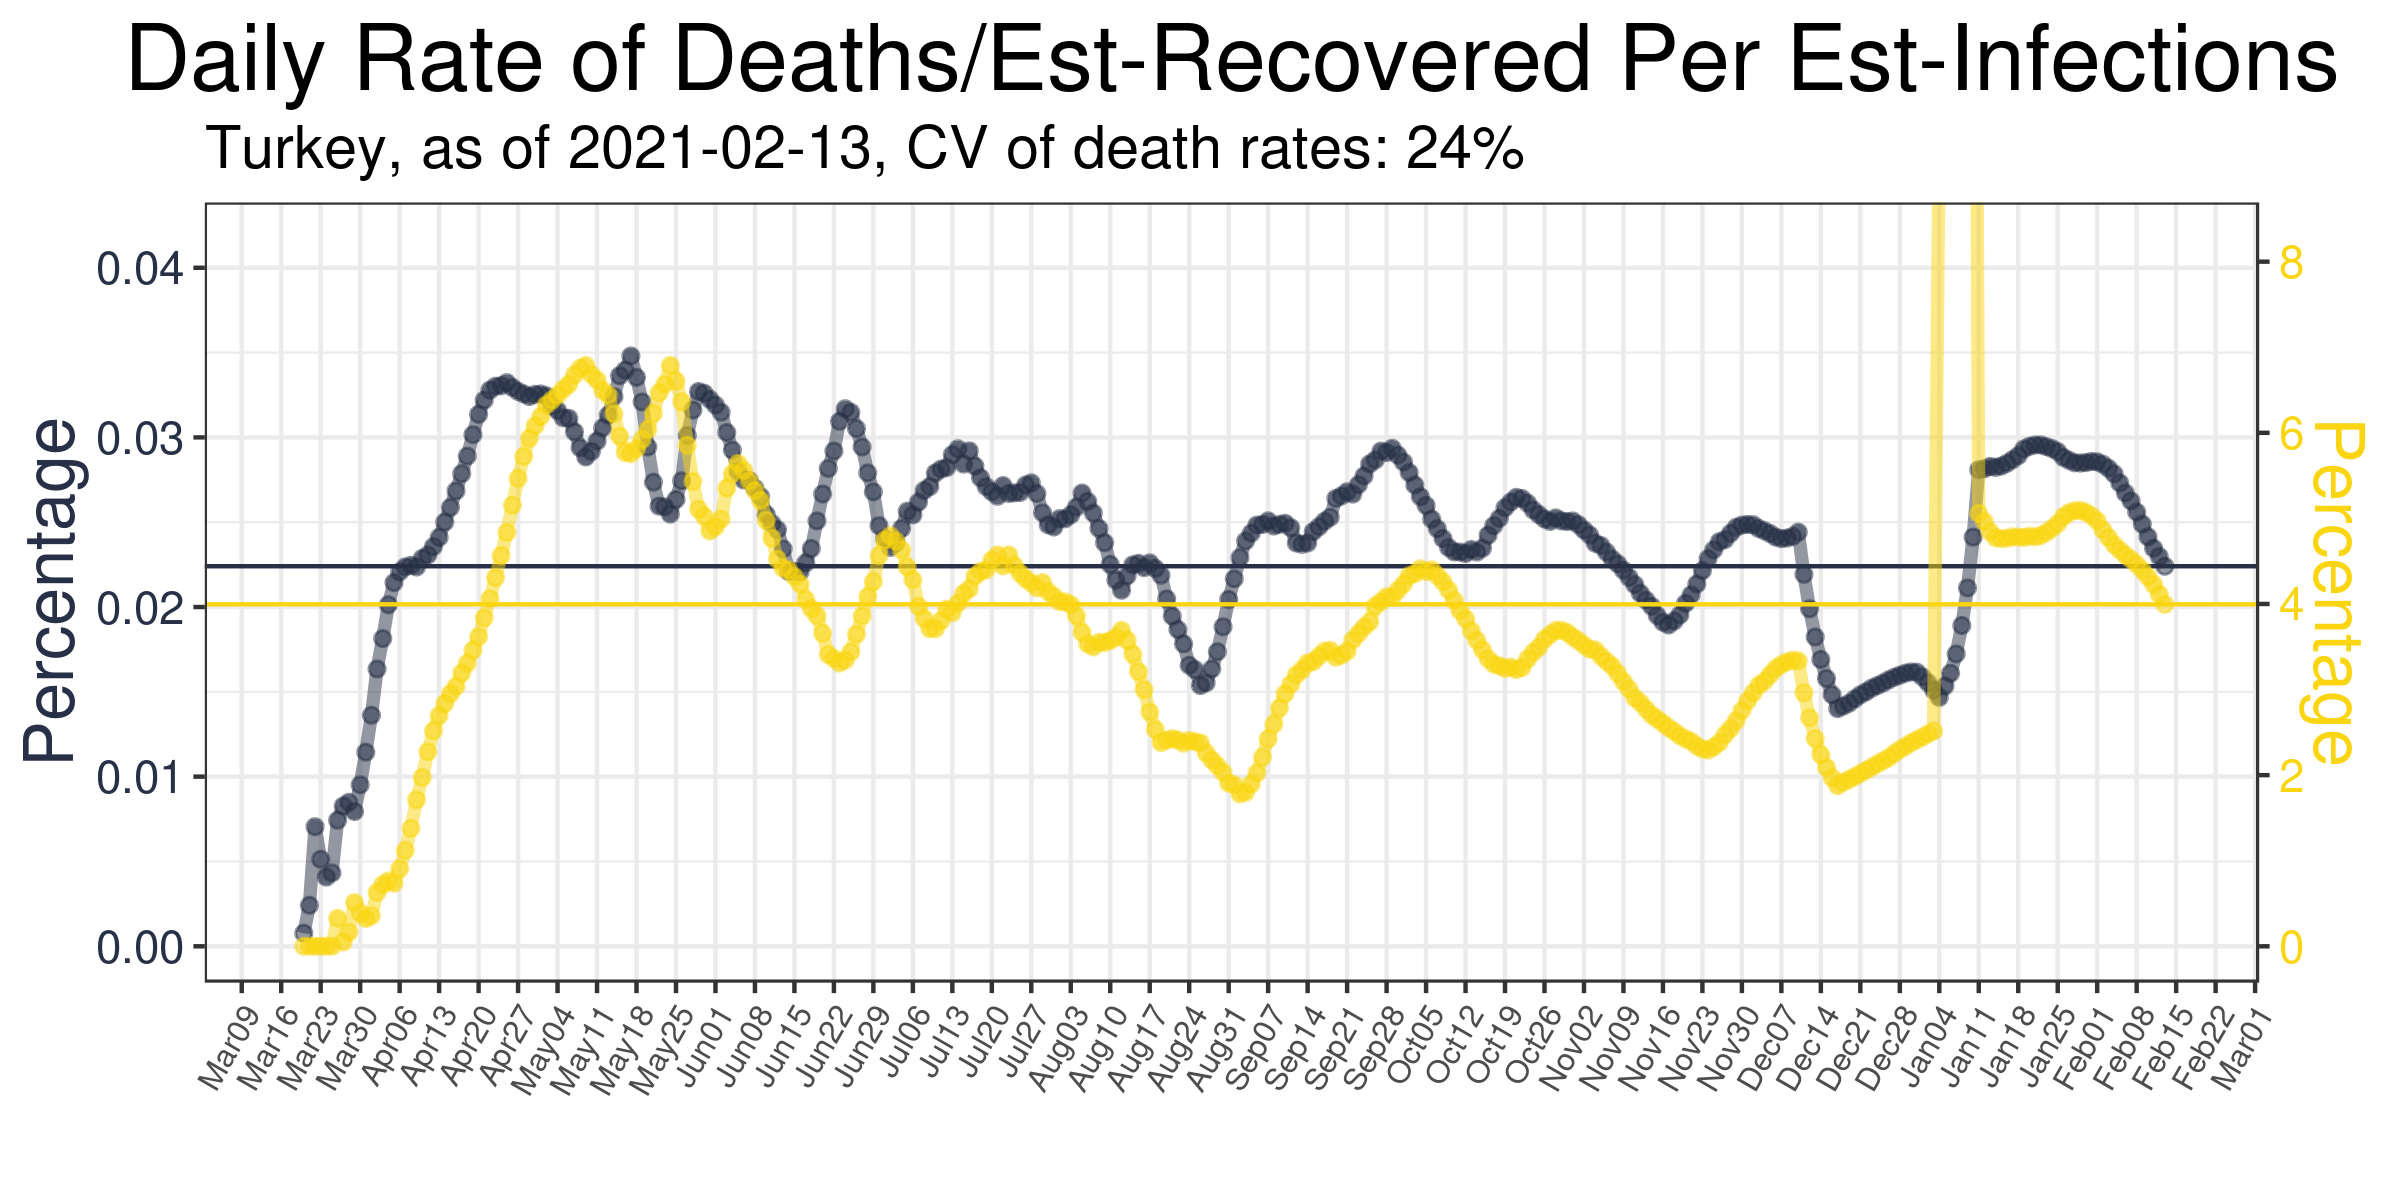 Daily Rate of Deaths/Est-Recovered Per Est-Infections
Turkey, as of 2021-02-13, CV of death rates: 24%
Percentage
0.04
0.03
0.02
0.01
0.00
8
6
4
2
0
Percentage
Mar09
Mar16
Mar23
Mar30
Apr06
Apr13
Apr20
Apr27
May04
May11
May18
May25
Jun01
Jun08
Jun15
Jun22
Jun29
Jul06
Jul13
Jul20
Jul27
Aug03
Aug10
Aug17
Aug24
Aug31
Sep07
Sep14
Sep21
Sep28
Oct05
Oct12
Oct19
Oct26
Nov02
Nov09
Nov16
Nov23
Nov30
Dec07
Dec14
Dec21
Dec28
Jan04
Jan11
Jan18
Jan25
Feb01
Feb08
Feb15
Feb22
Mar01